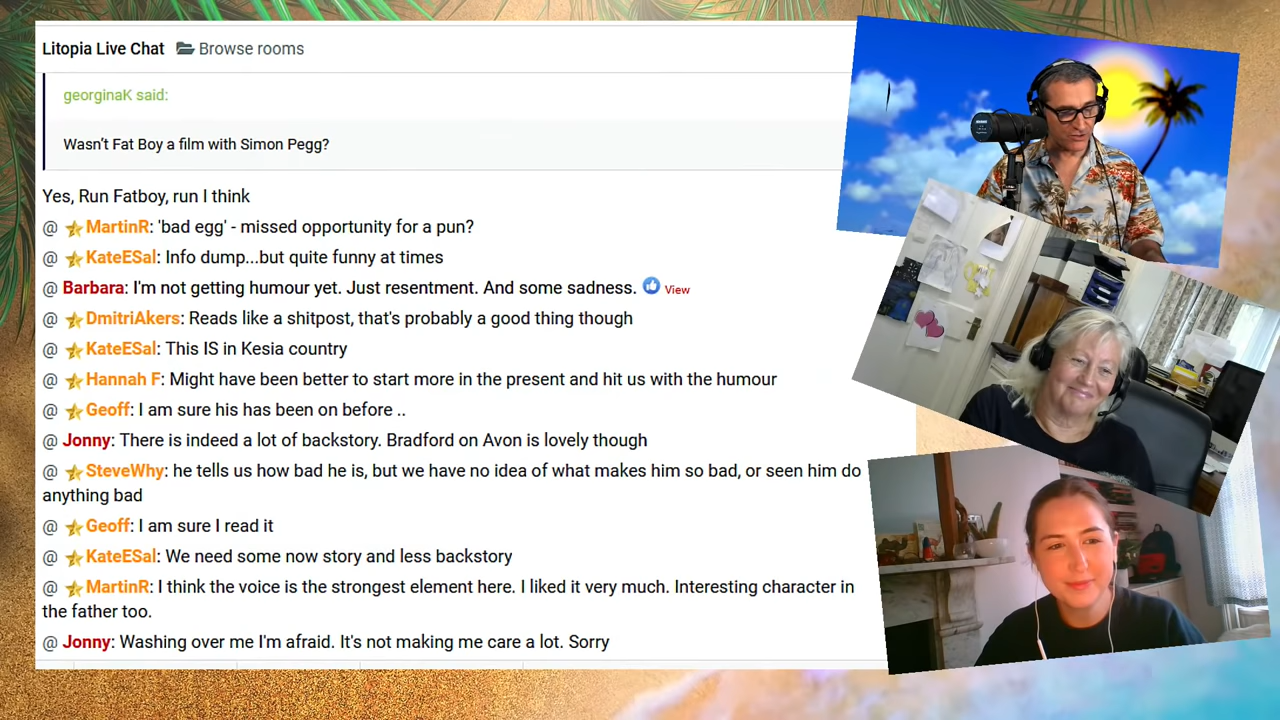 Litopia Live Chat Browse rooms
georginaK said:
Wasn't Fat Boy a film with Simon Pegg?
Yes, Run Fatboy, run I think
@ MartinR: 'bad egg' - missed opportunity for a pun?
@ KateESal: Info dump...but quite funny at times
@ Barbara: I'm not getting humour yet. Just resentment. And some sadness. View
@ DmitriAkers: Reads like a shitpost, that's probably a good thing though
@ KateESal: This IS in Kesia country
@ Hannah F: Might have been better to start more in the present and hit us with the humour
@ Geoff: I am sure his has been on before ..
@ Jonny: There is indeed a lot of backstory. Bradford on Avon is lovely though
@ SteveWhy: he tells us how bad he is, but we have no idea of what makes him so bad, or seen him do
anything bad
@ Geoff: I am sure I read it
@ KateESal: We need some now story and less backstory
@ MartinR: I think the voice is the strongest element here. I liked it very much. Interesting character in
the father too.
@ Jonny: Washing over me I'm afraid. It's not making me care a lot. Sorry